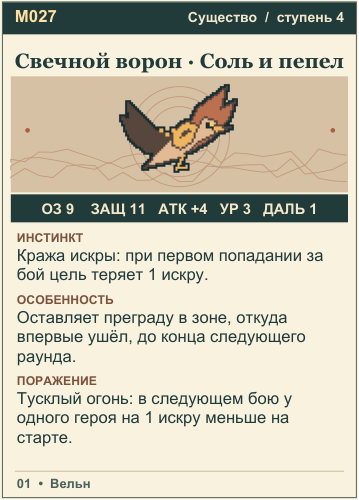 M027
Существо / ступень 4
Свечной ворон · Соль и пепел
ОЗ 9 ЗАЩ 11 АТК +4 УР 3 ДАЛЬ 1
ИНСТИНКТ
Кража искры: при первом попадании за
бой цель теряет 1 искру.
ОСОБЕННОСТЬ
Оставляет преграду в зоне, откуда
впервые ушёл, до конца следующего
раунда.
ПОРАЖЕНИЕ
Тусклый огонь: в следующем бою у
одного героя на 1 искру меньше на
старте.
01 • Вельн